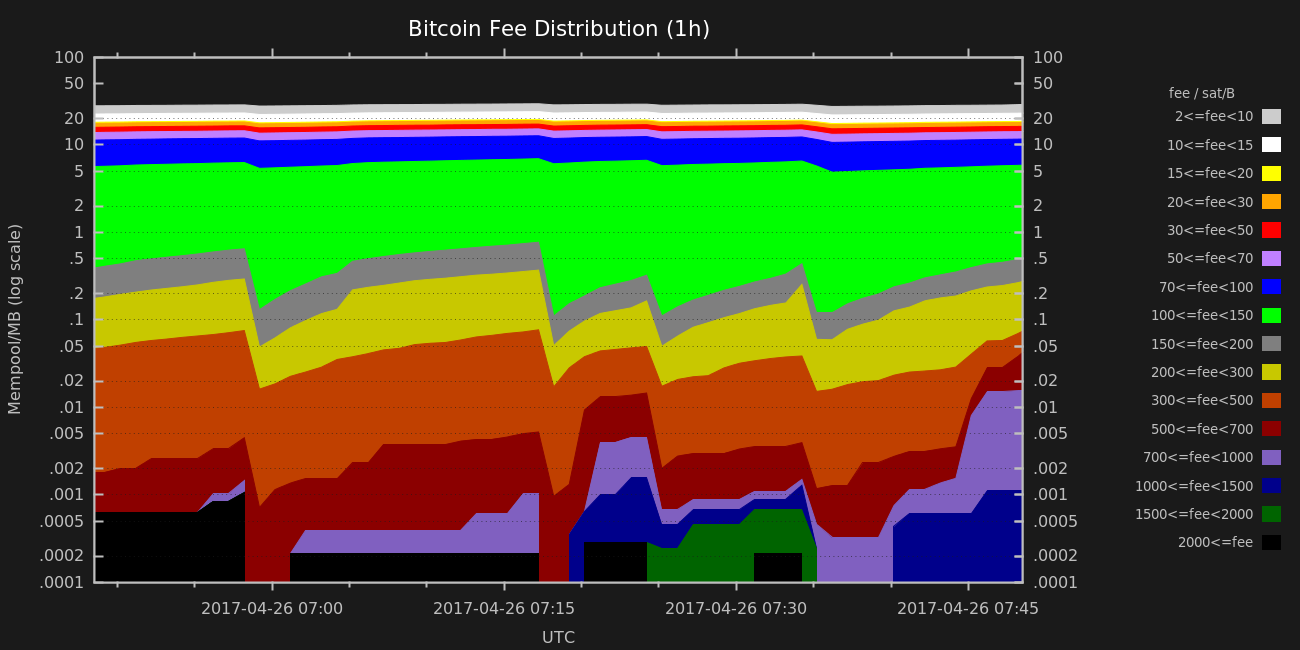 Bitcoin Fee Distribution (1h)
Mempool/MB (log scale)
100
50
20
10
5
2
1
.5
.2
.1
.05
.02
.01
.005
.002
.001
.0005
.0002
.0001
100
50
20
10
5
2
1
.5
.2
.1
.05
.02
.01
.005
.002
.001
.0005
.0002
.0001
2017-04-26 07:00
2017-04-26 07:15
2017-04-26 07:30
2017-04-26 07:45
UTC
fee / sat/B
2<=fee<10
10<=fee<15
15<=fee<20
20<=fee<30
30<=fee<50
50<=fee<70
70<=fee<100
100<=fee<150
150<=fee<200
200<=fee<300
300<=fee<500
500<=fee<700
700<=fee<1000
1000<=fee<1500
1500<=fee<2000
2000<=fee